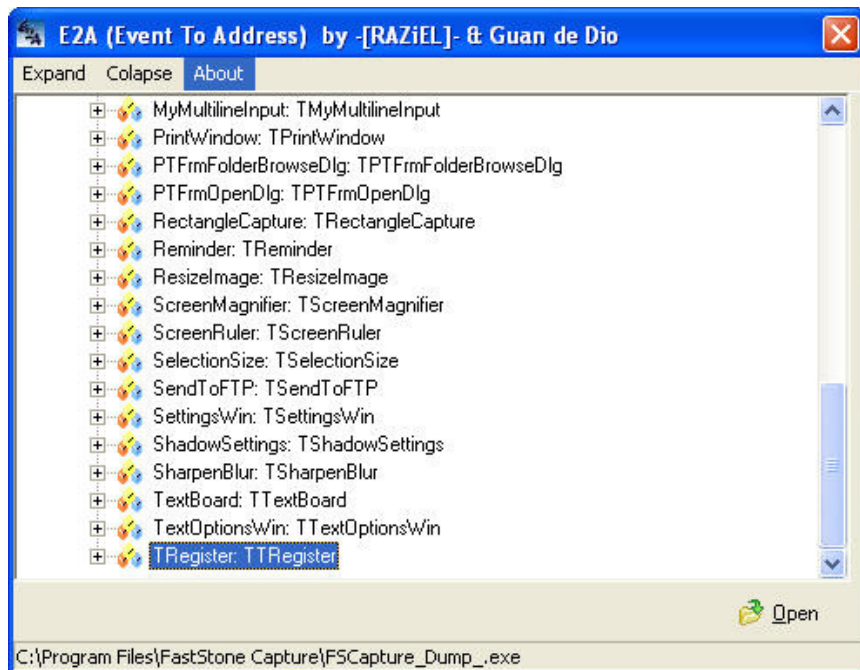 E2A (Event To Address) by -[RAZiEL]- & Guan de Dio
Expand Colapse About
MyMultilineInput: TMyMultilineInput
PrintWindow: TPrintWindow
PTFrmFolderBrowseDlg: TPTFrmFolderBrowseDlg
PTFrmOpenDlg: TPTFrmOpenDlg
RectangleCapture: TRectangleCapture
Reminder: TReminder
ResizeImage: TResizeImage
ScreenMagnifier: TScreenMagnifier
ScreenRuler: TScreenRuler
SelectionSize: TSelectionSize
SendToFTP: TSendToFTP
SettingsWin: TSettingsWin
ShadowSettings: TShadowSettings
SharpenBlur: TSharpenBlur
TextBoard: TTextBoard
TextOptionsWin: TTextOptionsWin
TRegister: TTRegister
Open
C:\Program Files\FastStone Capture\FSCapture_Dump_.exe